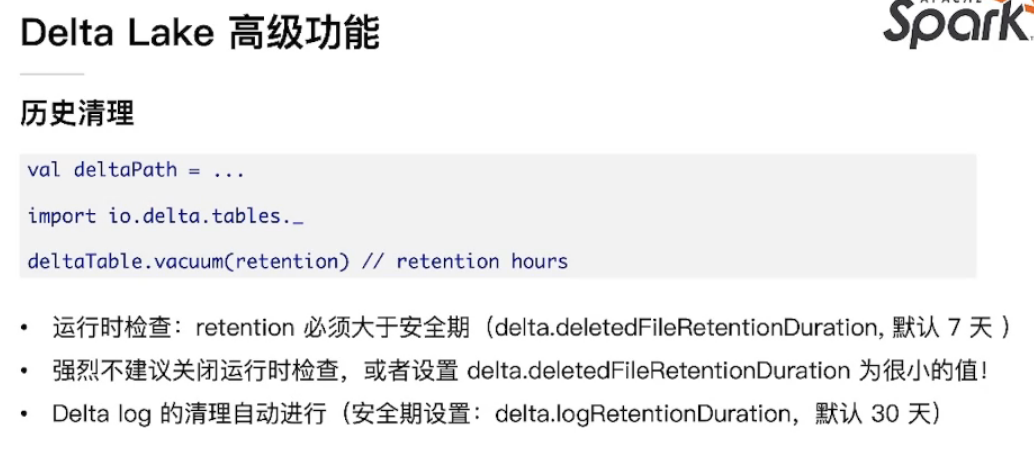 Delta Lake 高级功能
APACHE
Spark
历史清理
val deltaPath = ...
import io.delta.tables._
deltaTable.vacuum(retention) // retention hours
• 运行时检查：retention 必须大于安全期（delta.deletedFileRetentionDuration, 默认 7 天 ）
• 强烈不建议关闭运行时检查，或者设置 delta.deletedFileRetentionDuration 为很小的值！
• Delta log 的清理自动进行（安全期设置：delta.logRetentionDuration，默认 30 天）